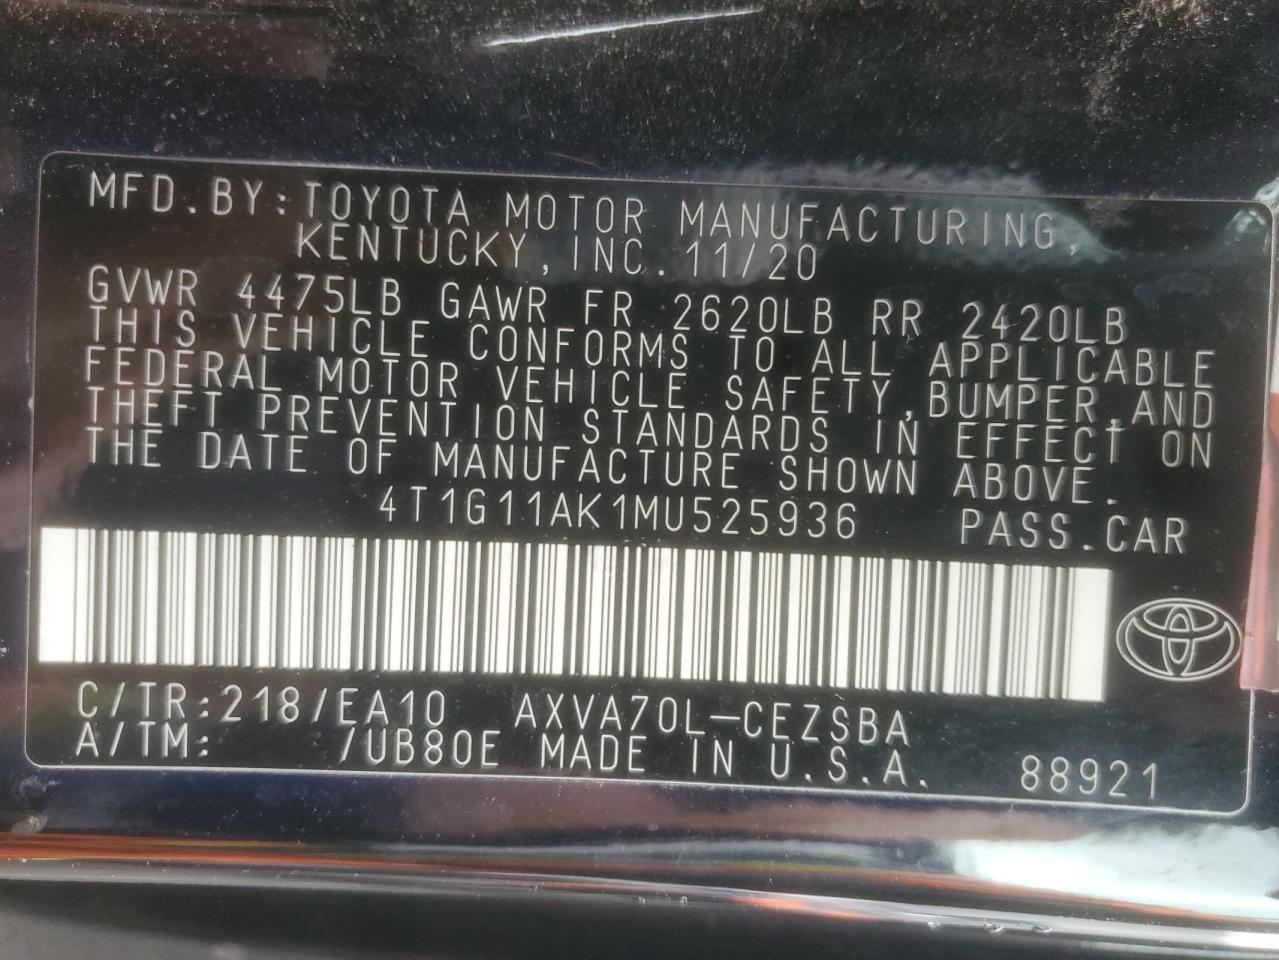 MFD.BY:TOYOTA MOTOR MANUFACTURING,
KENTUCKY,INC.11/20
GVWR 4475LB GAWR FR 2620LB RR 2420LB
THIS VEHICLE CONFORMS TO ALL APPLICABLE
FEDERAL MOTOR VEHICLE SAFETY,BUMPER,AND
THEFT PREVENTION STANDARDS IN EFFECT ON
THE DATE OF MANUFACTURE SHOWN ABOVE.
4T1G11AK1MU525936 PASS.CAR
C/TR:218/EA10 AXVA70L-CEZSBA
A/TM: /UB80E MADE IN U.S.A. 88921